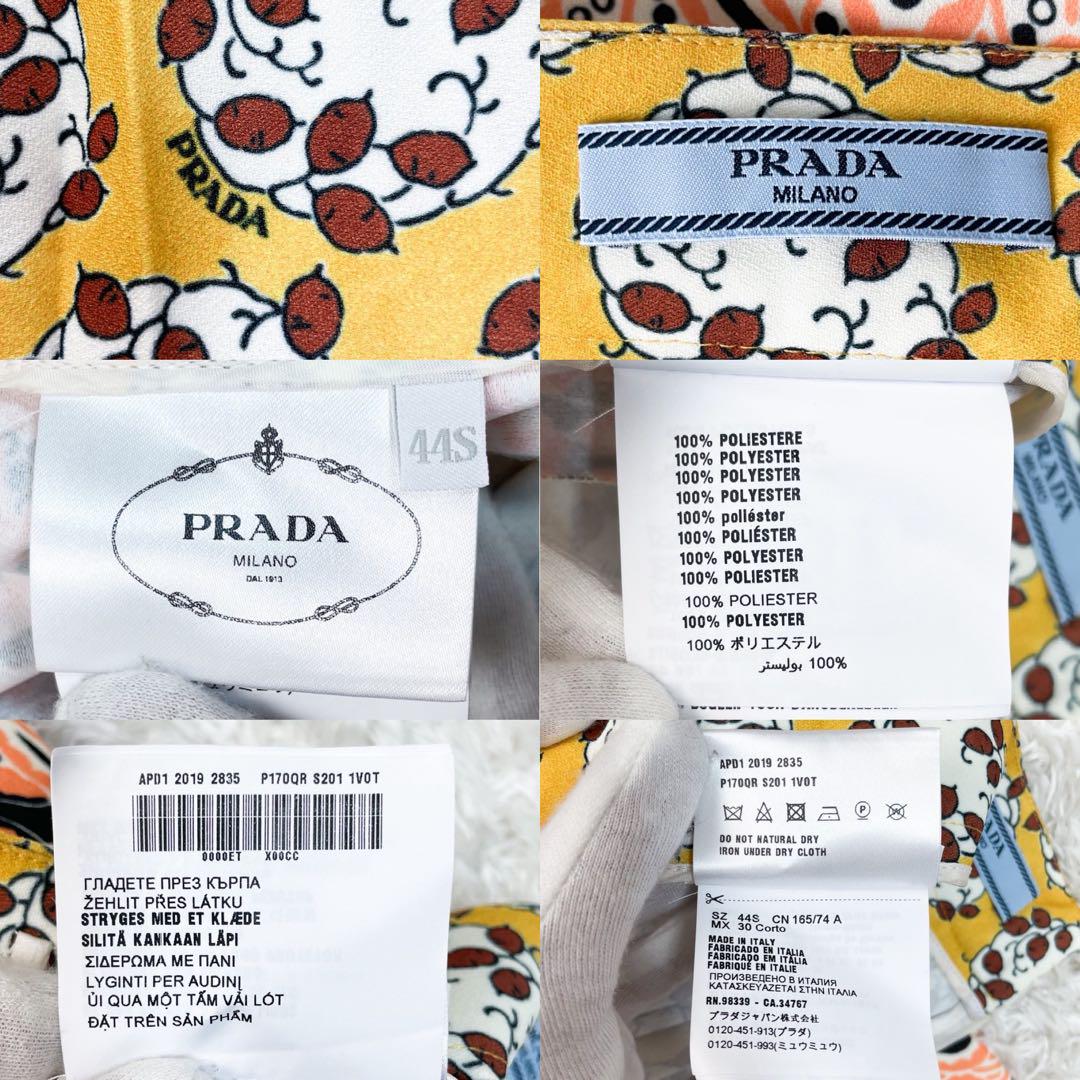 PRADA
PRADA
MILANO
PRADA
MILANO
DAL 1913
44S
100% POLIESTERE
100% POLYESTER
100% POLYESTER
100% POLYESTER
100% poliéster
100% POLIÉSTER
100% POLYESTER
100% POLIESTER
100% POLIESTER
100% POLYESTER
100% ポリエステル
100% بوليستر
PRADA
MILANO
APD1 2019 2835 P170QR S201 1V0T
0000ET X00CC
ГЛАДЕТЕ ПРЕЗ КЪРПА
ŽEHLIT PŘES LÁTKU
STRYGES MED ET KLÆDE
SILITÄ KANKAAN LÄPI
ΣΙΔΕΡΩΜΑ ΜΕ ΠΑΝΙ
LYGINTI PER AUDINĮ
ỦI QUA MỘT TẤM VẢI LÓT
ĐẶT TRÊN SẢN PHẨM
APD1 2019 2835
P170QR S201 1V0T
DO NOT NATURAL DRY
IRON UNDER DRY CLOTH
SZ 44S CN 165/74 A
MX 30 Corto
MADE IN ITALY
FABRICADO EN ITALIA
FABRICADO EM ITALIA
FABRIQUÉ EN ITALIE
ПРОИЗВЕДЕНО В ИТАЛИЯ
ΚΑΤΑΣΚΕΥΑΖΕΤΑΙ ΣΤΗΝ ΙΤΑΛΙΑ
RN.98339 - CA.34767
プラダジャパン株式会社
0120-451-913(プラダ)
0120-451-993(ミュウミュウ)
PRADA